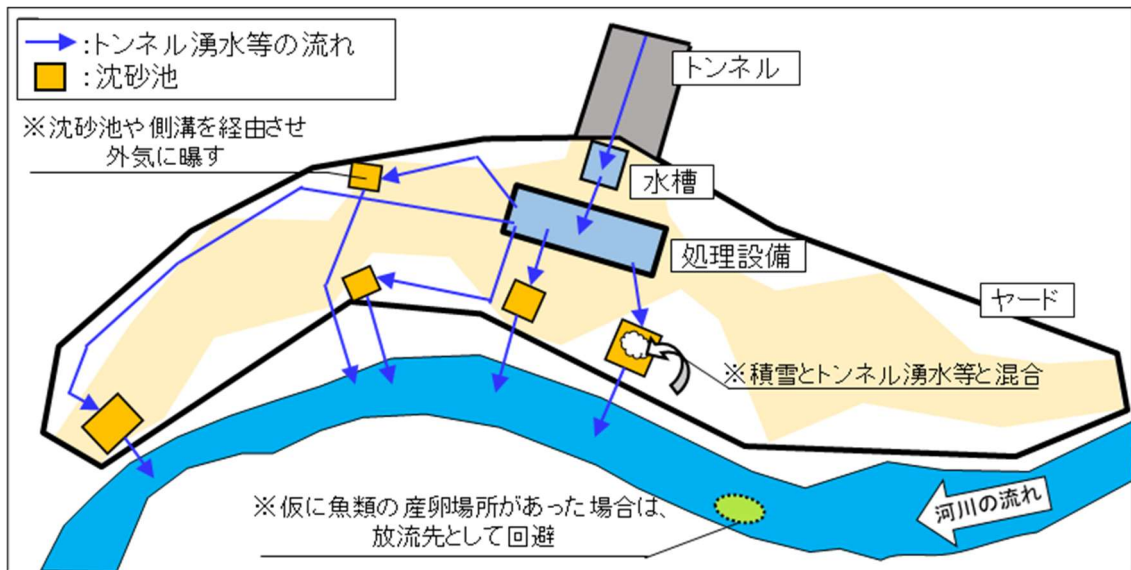 :トンネル湧水等の流れ
:沈砂池
※沈砂池や側溝を経由させ
外気に曝す
トンネル
水槽
処理設備
ヤード
※積雪とトンネル湧水等と混合
※仮に魚類の産卵場所があった場合は、
放流先として回避
河川の流れ